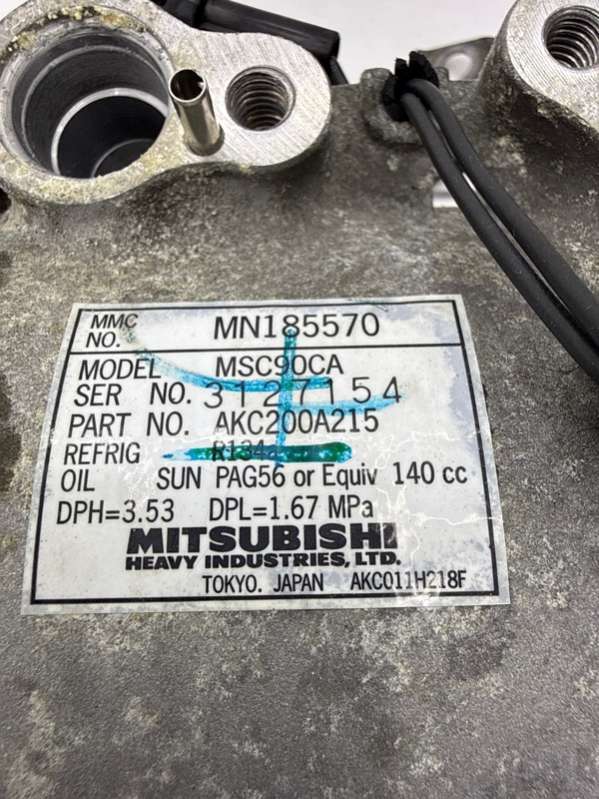 MMC NO. MN185570
MODEL MSC90CA
SER NO. 3127154
PART NO. AKC200A215
REFRIG R134a
OIL SUN PAG56 or Equiv 140 cc
DPH=3.53 DPL=1.67 MPa
MITSUBISHI
HEAVY INDUSTRIES, LTD.
TOKYO. JAPAN AKC011H218F